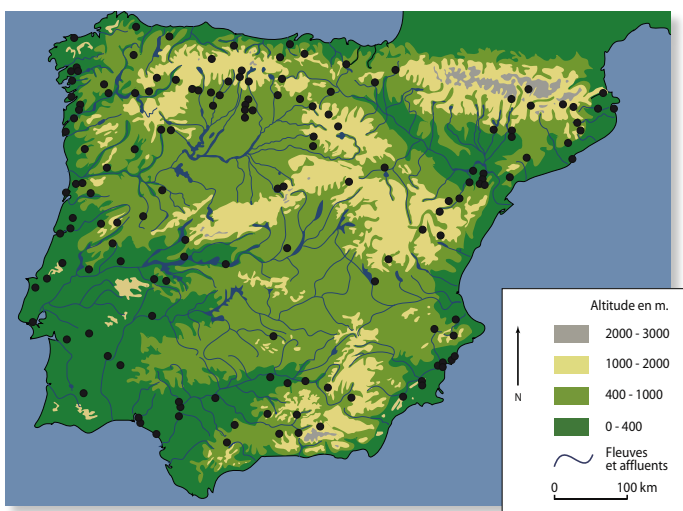 Altitude en m.
2000 - 3000
1000 - 2000
400 - 1000
0 - 400
N
Fleuves
et affluents
0 100 km